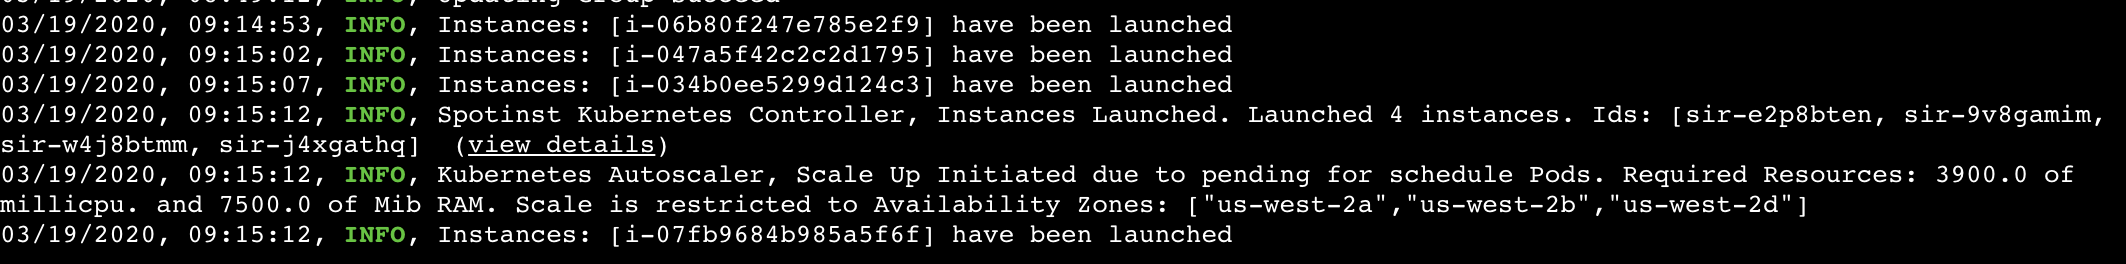 03/19/2020, 09:14:53, INFO, Instances: [i-06b80f247e785e2f9] have been launched
03/19/2020, 09:15:02, INFO, Instances: [i-047a5f42c2c2d1795] have been launched
03/19/2020, 09:15:07, INFO, Instances: [i-034b0ee5299d124c3] have been launched
03/19/2020, 09:15:12, INFO, Spotinst Kubernetes Controller, Instances Launched. Launched 4 instances. Ids: [sir-e2p8bten, sir-9v8gamim,
sir-w4j8btmm, sir-j4xgathq]  (view details)
03/19/2020, 09:15:12, INFO, Kubernetes Autoscaler, Scale Up Initiated due to pending for schedule Pods. Required Resources: 3900.0 of
millicpu. and 7500.0 of Mib RAM. Scale is restricted to Availability Zones: ["us-west-2a","us-west-2b","us-west-2d"]
03/19/2020, 09:15:12, INFO, Instances: [i-07fb9684b985a5f6f] have been launched